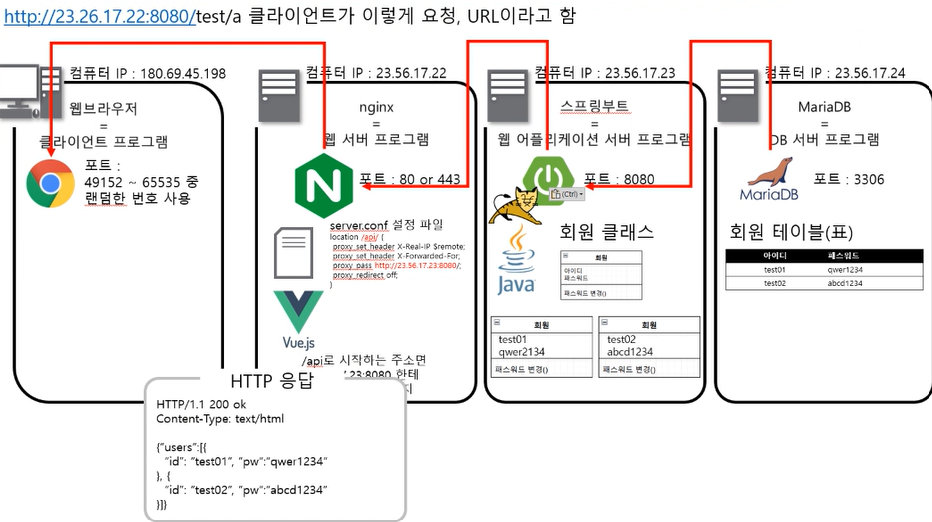 http://23.26.17.22:8080/test/a 클라이언트가 이렇게 요청, URL이라고 함
컴퓨터 IP : 180.69.45.198
웹브라우저
=
클라이언트 프로그램
포트 :
49152 ~ 65535 중
랜덤한 번호 사용
컴퓨터 IP : 23.56.17.22
nginx
=
웹 서버 프로그램
N
포트 : 80 or 443
server.conf 설정 파일
location /api/ {
proxy_set_header X-Real-IP $remote;
proxy_set_header X-Forwarded-For;
proxy_pass http://23.56.17.23:8080/;
proxy_redirect off;
}
Vue.js
/api로 시작하는 주소면
23:8080 한테
지
컴퓨터 IP : 23.56.17.23
스프링부트
=
웹 어플리케이션 서버 프로그램
(Ctrl)
포트 : 8080
Java
회원 클래스
회원
아이디
패스워드
패스워드 변경()
회원
test01
qwer2134
패스워드 변경()
회원
test02
abcd1234
패스워드 변경()
컴퓨터 IP : 23.56.17.24
MariaDB
=
DB 서버 프로그램
MariaDB
포트 : 3306
회원 테이블(표)
아이디 패스워드
test01 qwer1234
test02 abcd1234
HTTP 응답
HTTP/1.1 200 ok
Content-Type: text/html
{"users":[{
"id": "test01", "pw":"qwer1234"
}, {
"id": "test02", "pw":"abcd1234"
}]}